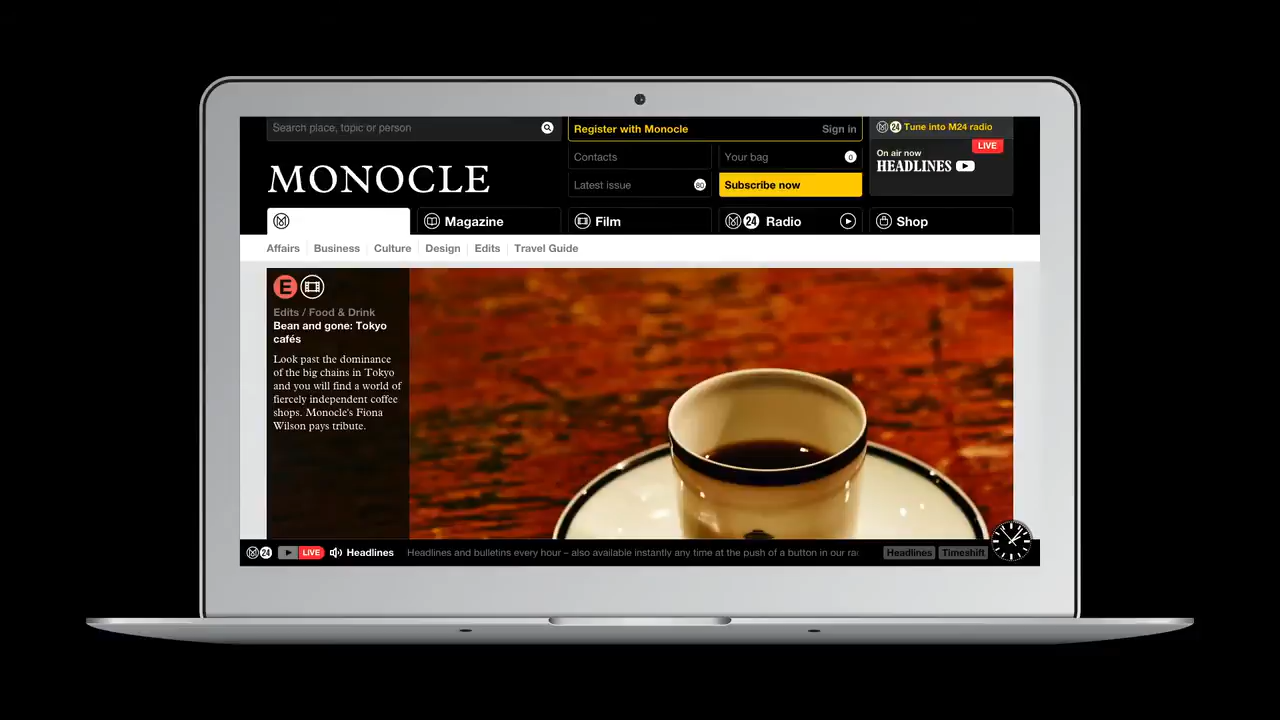 Search place, topic or person
Register with Monocle
Sign in
24 Tune into M24 radio
LIVE
On air now
HEADLINES
Contacts
Your bag
0
MONOCLE
Latest issue
80
Subscribe now
Magazine
Film
24 Radio
Shop
Affairs
Business
Culture
Design
Edits
Travel Guide
E
Edits / Food & Drink
Bean and gone: Tokyo
cafés
Look past the dominance
of the big chains in Tokyo
and you will find a world of
fiercely independent coffee
shops. Monocle's Fiona
Wilson pays tribute.
24
LIVE
Headlines
Headlines and bulletins every hour – also available instantly any time at the push of a button in our
Headlines
Timeshift